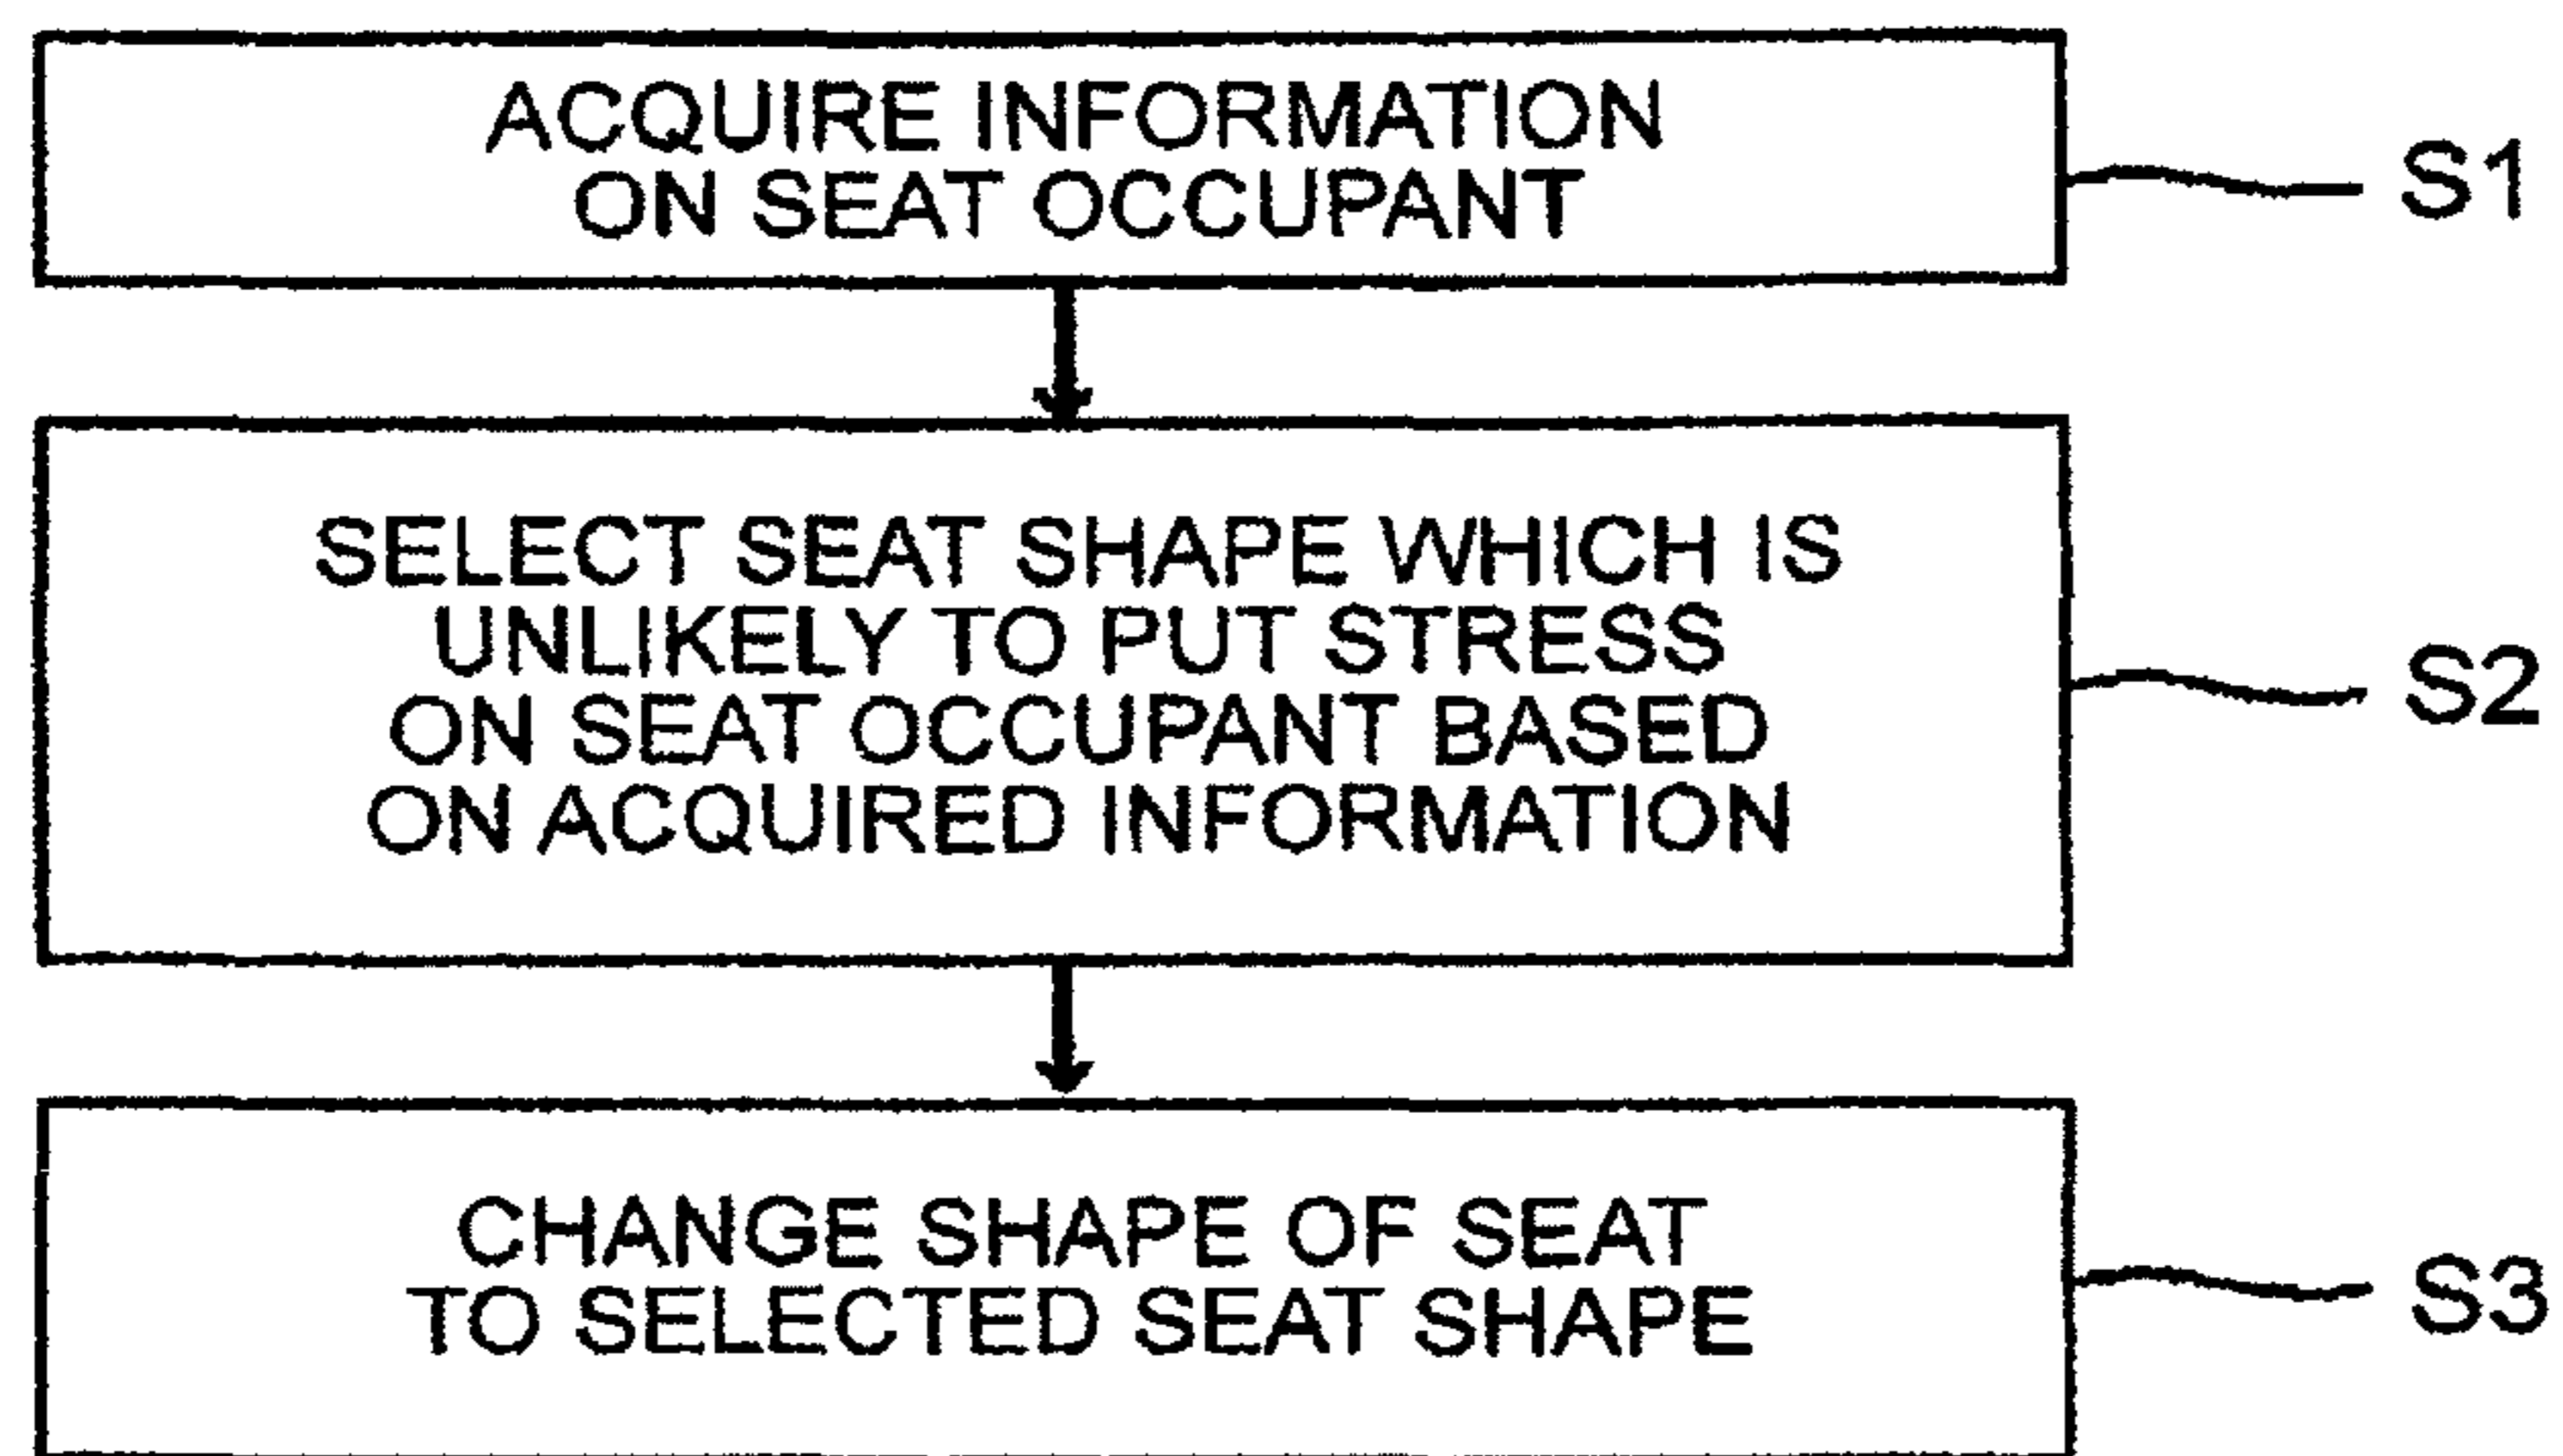 ACQUIRE INFORMATION
ON SEAT OCCUPANT
S1
SELECT SEAT SHAPE WHICH IS
UNLIKELY TO PUT STRESS
ON SEAT OCCUPANT BASED
ON ACQUIRED INFORMATION
S2
CHANGE SHAPE OF SEAT
TO SELECTED SEAT SHAPE
S3